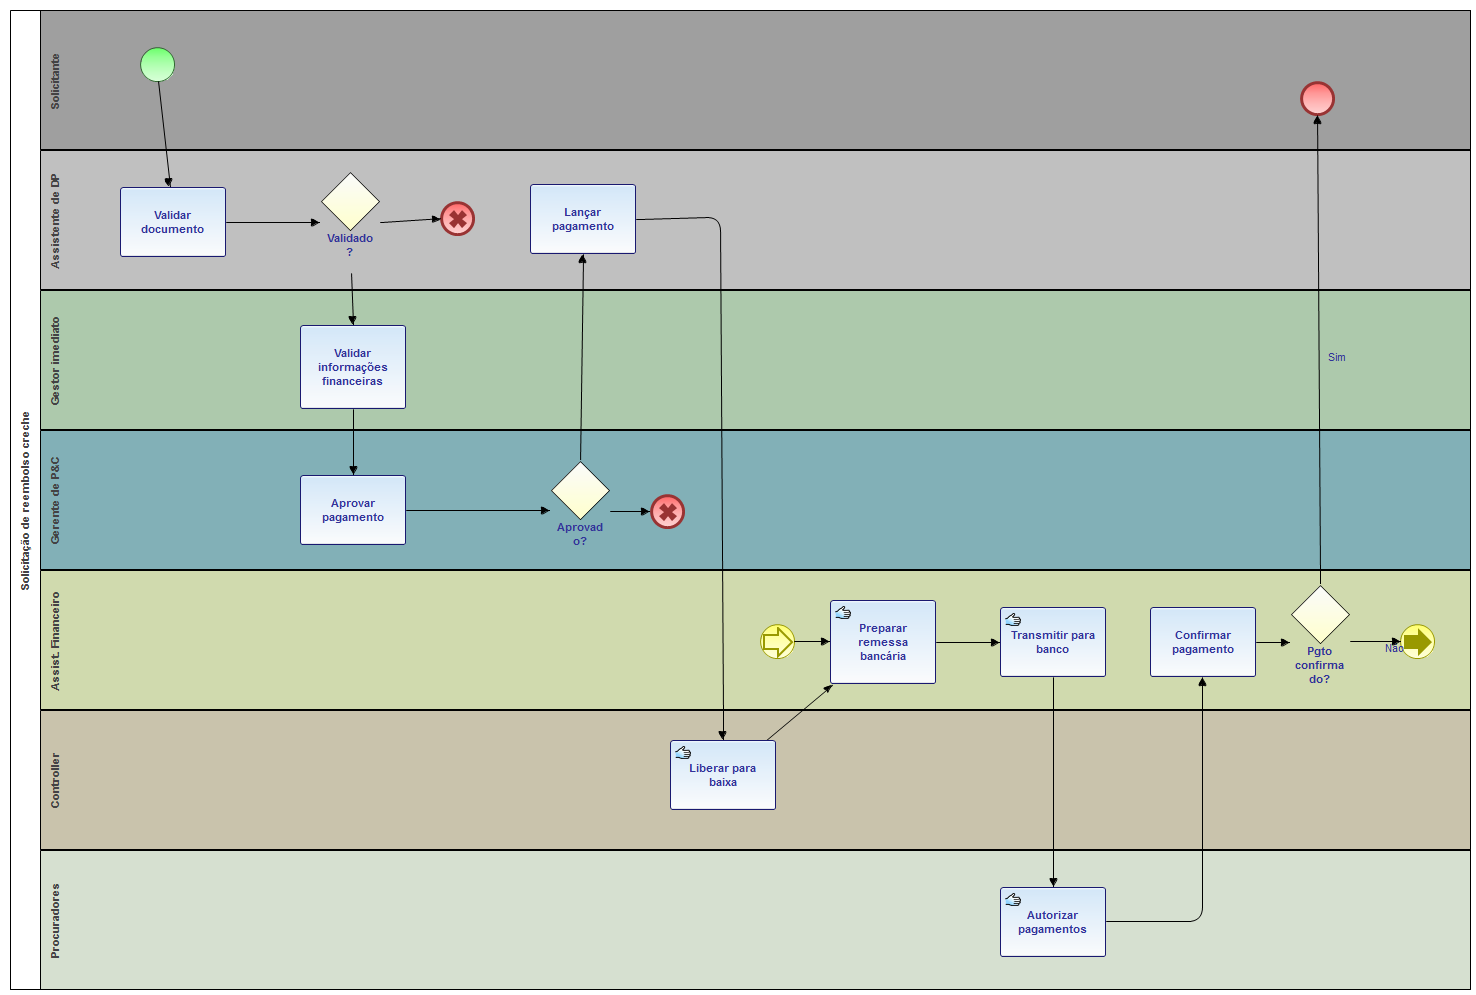 Solicitação de reembolso creche
Solicitante
Assistente de DP
Validar
documento
Validado
?
Lançar
pagamento
Gestor imediato
Validar
informações
financeiras
Sim
Gerente de P&C
Aprovar
pagamento
Aprovad
o?
Assist. Financeiro
Preparar
remessa
bancária
Transmitir para
banco
Confirmar
pagamento
Pgto
confirma
do?
Não
Controller
Liberar para
baixa
Procuradores
Autorizar
pagamentos